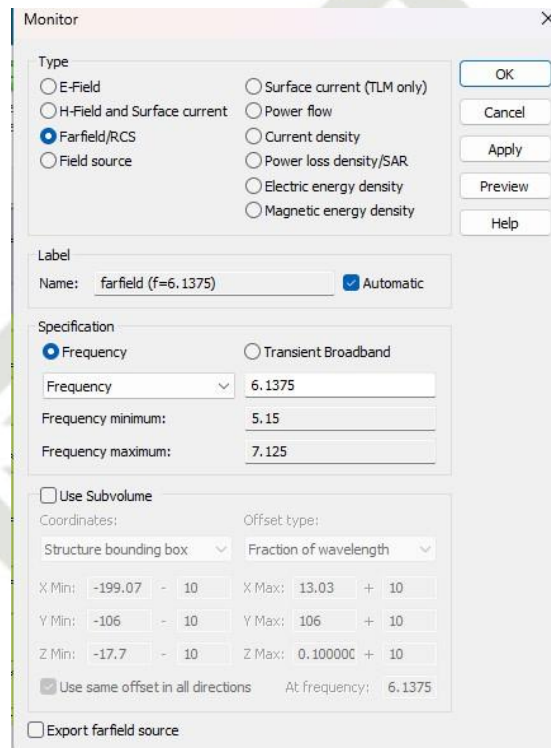 Monitor
Type
E-Field
Surface current (TLM only)
H-Field and Surface current
Power flow
Farfield/RCS
Current density
Field source
Power loss density/SAR
Electric energy density
Magnetic energy density
OK
Cancel
Apply
Preview
Help
Label
Name: farfield (f=6.1375) Automatic
Specification
Frequency Transient Broadband
Frequency 6.1375
Frequency minimum: 5.15
Frequency maximum: 7.125
Use Subvolume
Coordinates: Offset type:
Structure bounding box Fraction of wavelength
X Min: -199.07 - 10 X Max: 13.03 + 10
Y Min: -106 - 10 Y Max: 106 + 10
Z Min: -17.7 - 10 Z Max: 0.100000 + 10
Use same offset in all directions At frequency: 6.1375
Export farfield source